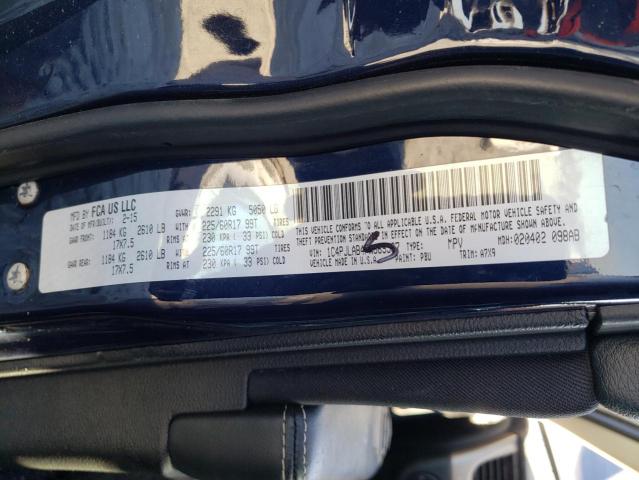 MFD BY FCA US LLC
DATE OF MFR(BUILT): 2-15 GVWR: 2291 KG 5050 LB
GAWR FRONT: 1184 KG 2610 LB WITH 225/60R17 99T TIRES
17X7.5 RIMS AT 230 KPA ( 33 PSI) COLD
GAWR REAR: 1184 KG 2610 LB WITH 225/60R17 99T TIRES
17X7.5 RIMS AT 230 KPA ( 33 PSI) COLD
THIS VEHICLE CONFORMS TO ALL APPLICABLE U.S.A. FEDERAL MOTOR VEHICLE SAFETY AND
THEFT PREVENTION STANDARDS IN EFFECT ON THE DATE OF MANUFACTURE SHOWN ABOVE
VIN: TYPE: MPV MDH: 020402 098AB
VEHICLE MADE IN U.S.A. PAINT: PBU TRIM: A7X9
5